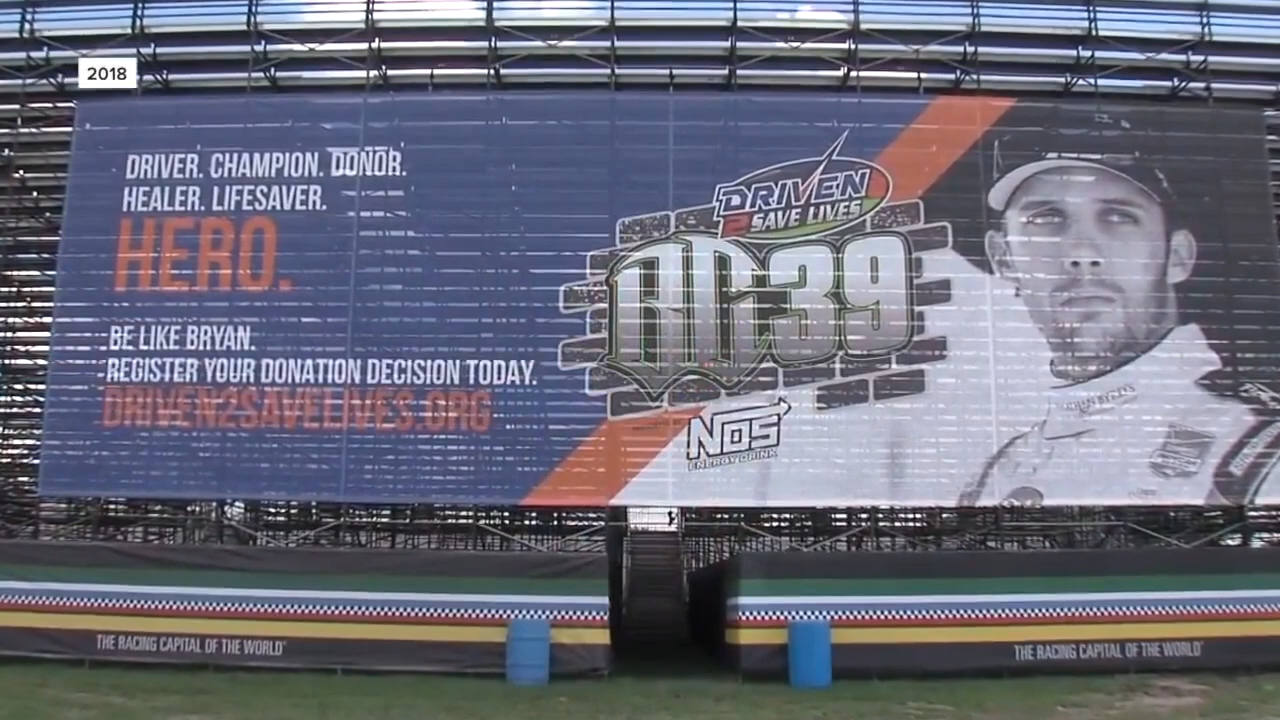 2018
DRIVER. CHAMPION. DONOR.
HEALER. LIFESAVER.
HERO.
BE LIKE BRYAN.
REGISTER YOUR DONATION DECISION TODAY.
DRIVEN2SAVELIVES.ORG
DRIVEN
2 SAVE LIVES
BC39
NOS
ENERGY DRINK
THE RACING CAPITAL OF THE WORLD®
THE RACING CAPITAL OF THE WORLD®